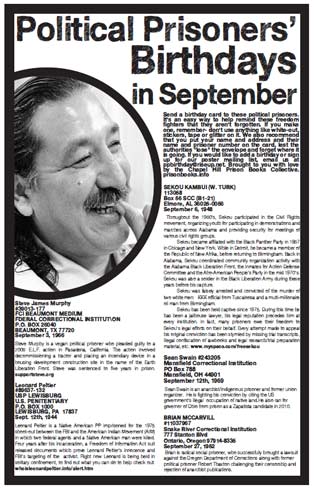 Political Prisoners'
Birthdays
in September
Send a birthday card to these political prisoners.
It's an easy way to help remind these freedom
fighters that they aren't forgotten. If you make
one, remember- don't use anything like white-out,
stickers, tape or glitter on it. We also recommend
that you put your name and address and their
name and prisoner number on the card, lest the
authorities "lose" the envelope and forget where it
is going. If you would like to add a birthday or sign
up for our poster mailing list, email us at
ppbirthday@riseup.net. Brought to you with love
by the Chapel Hill Prison Books Collective.
prisonbooks.info
SEKOU KAMBUI (W. TURK)
113058
Box 56 SCC (B1-21)
Elmore, AL 36025-0056
September 6, 1948
Throughout the 1960's, Sekou participated in the Civil Rights
movement, organizing youth for participating in demonstrations and
marches across Alabama and providing security for meetings of
various civil rights groups.
Sekou became affiliated with the Black Panther Party in 1967
in Chicago and New York. While in Detroit, he became a member of
the Republic of New Afrika, before returning to Birmingham. Back in
Alabama, Sekou coordinated community organization activity with
the Alabama Black Liberation Front, the Inmates for Action Defense
Committee and the Afro-American People's Party in the mid 1970's.
Sekou was also a soldier in the Black Liberation Army during these
years before his capture.
Sekou was falsely arrested and convicted of the murder of
two white men: KKK official from Tuscaloosa and a multi-millionaire
oil man from Birmingham.
Sekou has been held captive since 1975. During this time he
has been a jailhouse lawyer, his legal reputation precedes him at
every institution. In fact, many prisoners owe their freedom to
Sekou's legal efforts on their behalf. Every attempt made to appeal
his original conviction has been stymied by missing the transcripts,
illegal confiscation of extensive legal research/trial preparation
material, etc. www.myspace.com/freesekou
Sean Swain #243205
Mansfield Correctional Institution
PO Box 788
Mansfield, OH 44901
September 12th, 1969
Sean Swain is an anarchist/indigenous prisoner and former union
organizer. He is fighting his conviction by citing the US
government's illegal occupation of native land. He also ran for
governor of Ohio from prison as a Zapatista candidate in 2010.
BRIAN MCCARVILL
#11037967
Snake River Correctional Institution
777 Stanton Blvd
Ontario, Oregon 97914-8335
September 27, 1952
Brian is radical social prisoner, who successfully brought a lawsuit
against the Oregon Department of Corrections along with former
political prisoner Robert Thaxton challenging their censorship and
rejection of anarchist publications.
Steve James Murphy
#39013-177
FCI BEAUMONT MEDIUM
FEDERAL CORRECTIONAL INSTITUTION
P.O. BOX 26040
BEAUMONT, TX 77720
September 3, 1966
Steve Murphy is a vegan political prisoner who pleaded guilty to a
2006 ELF action in Pasadena, California. The action involved
decommissioning a tractor and placing an incendiary device in a
housing development construction site in the name of the Earth
Liberation Front. Steve was sentenced to five years in prison.
supportsteve.org
Leonard Peltier
#89637-132
USP LEWISBURG
U.S. PENITENTIARY
P.O. BOX 1000
LEWISBURG, PA 17837
Sept. 12th, 1944
Leonard Peltier is a Native American PP imprisoned for the 1975
shoot-out between the FBI and the American Indian Movement (AIM)
in which two federal agents and a Native American man were killed.
Four years after his incarceration, a Freedom of Information Act suit
released documents which prove Leonard Peltier's innocence and
FBI's targeting of the activist. Right now Leonard is being held in
solitary confinement, to find out what you can do to help check out:
whoisleonardpeltier.info/alert.htm